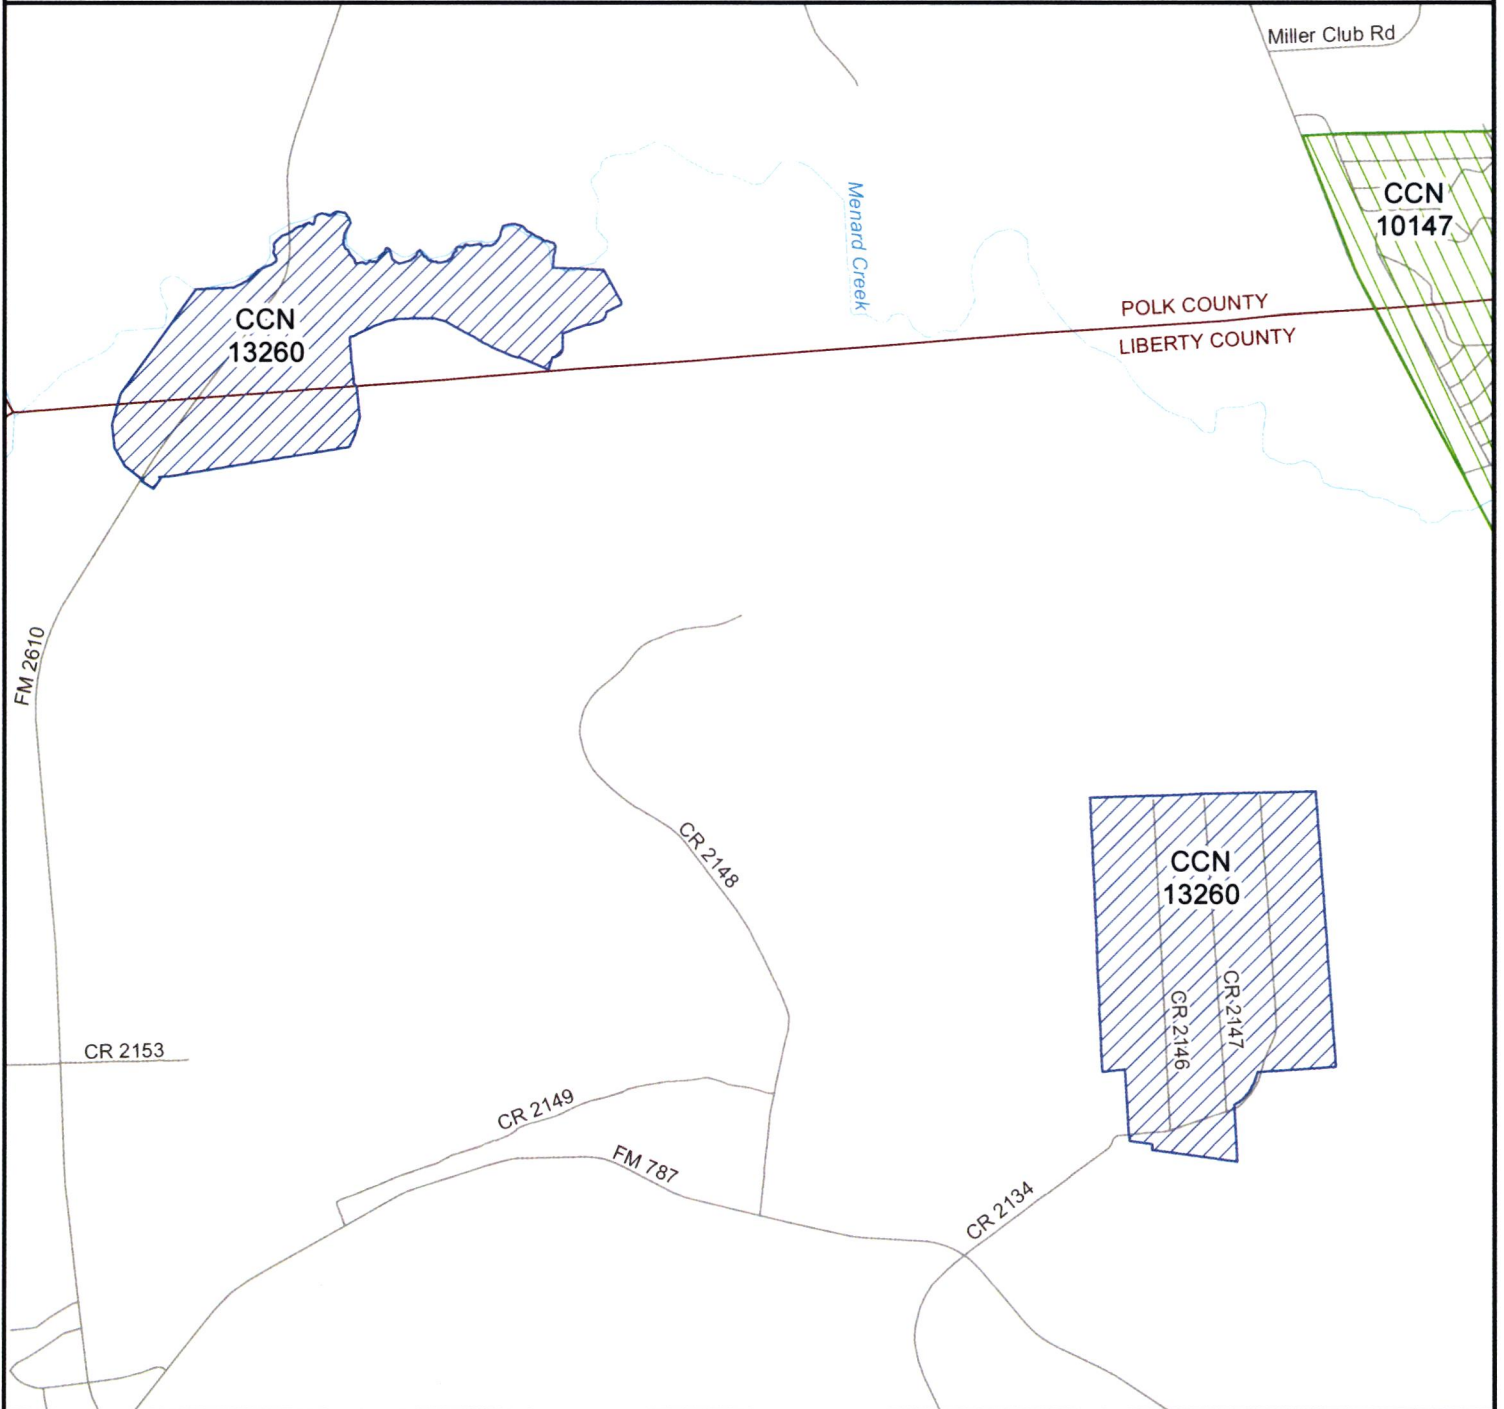 Miller Club Rd
CCN
10147
Menard Creek
POLK COUNTY
LIBERTY COUNTY
CCN
13260
FM 2610
CR 2148
CCN
13260
CR 2147
CR 2146
CR 2153
CR 2149
FM 787
CR 2134